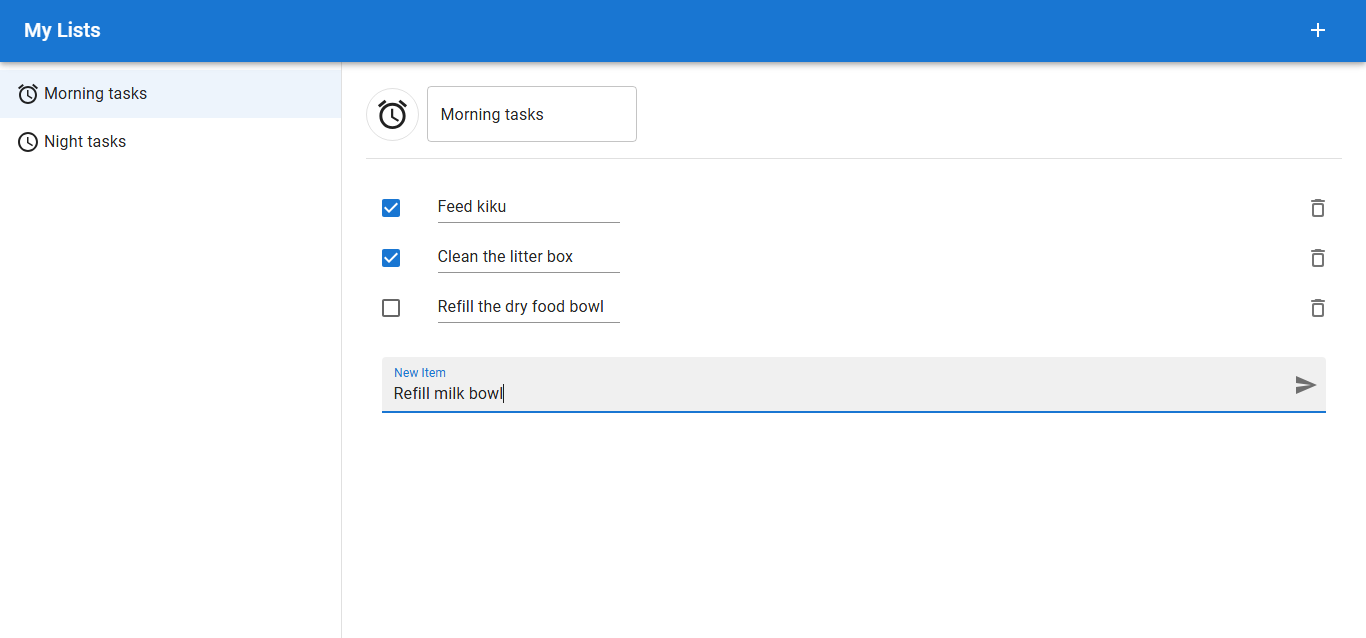 My Lists
Morning tasks
Night tasks
Morning tasks
Feed kiku
Clean the litter box
Refill the dry food bowl
New Item
Refill milk bowl